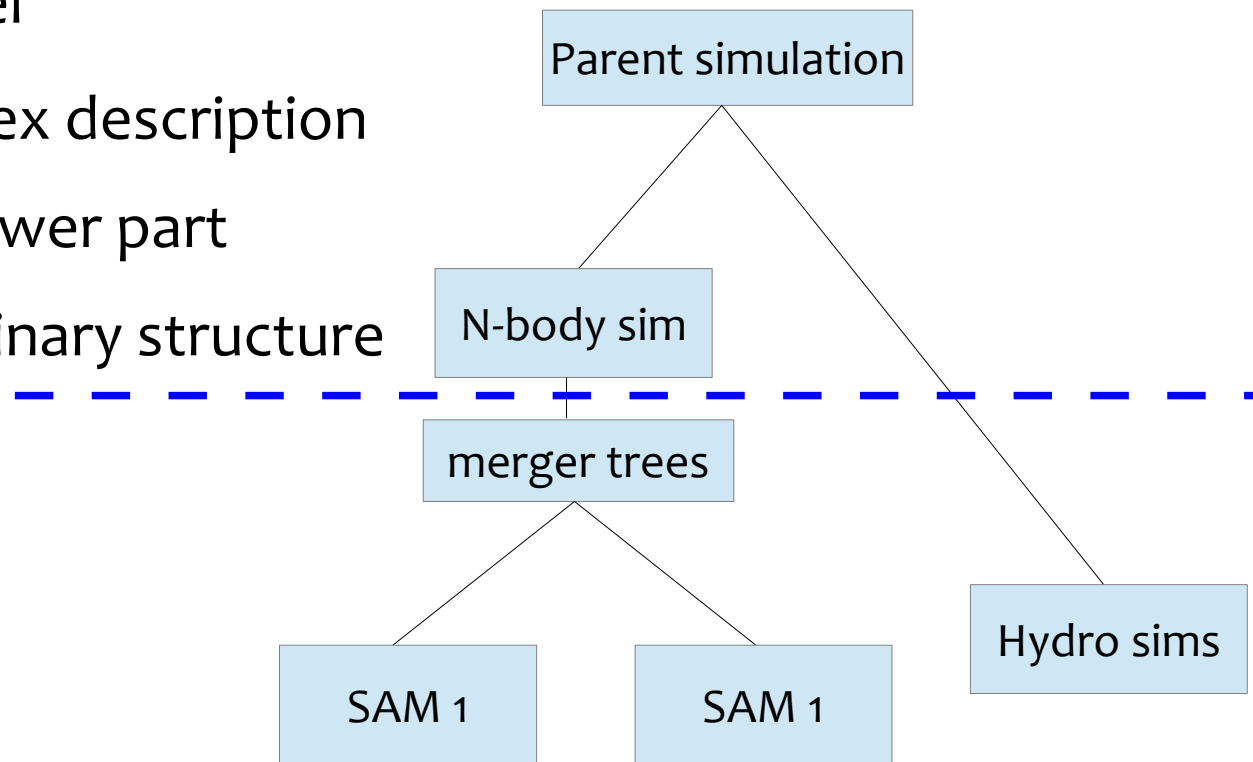 Parent simulation
ex description
wer part
inary structure
N-body sim
merger trees
Hydro sims
SAM 1
SAM 1